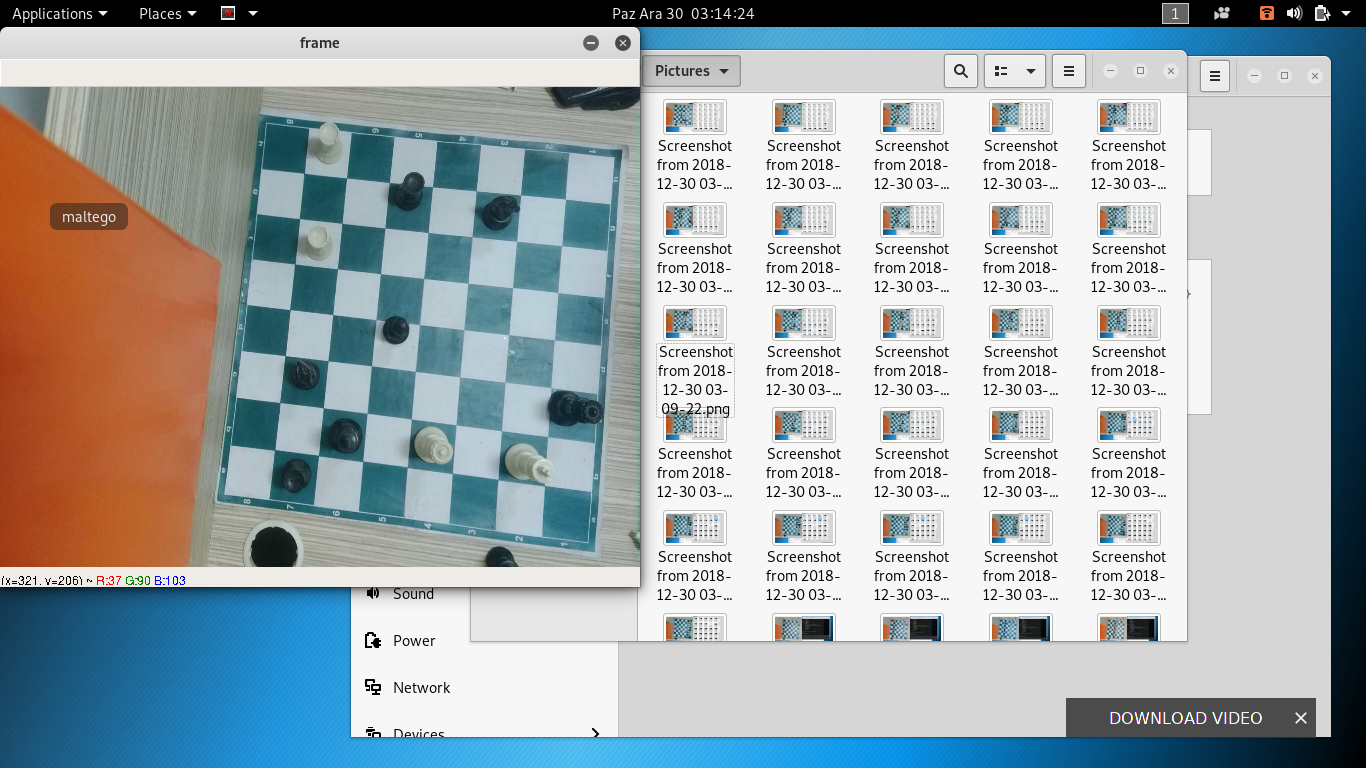 Applications
Places
Paz Ara 30 03:14:24
1
frame
maltego
8
6
5
4
3
1
8
7
6
5
4
3
2
1
(x=321, y=206) ~ R:37 G:90 B:103
Pictures
Screenshot from 2018-12-30 03-...
Screenshot from 2018-12-30 03-...
Screenshot from 2018-12-30 03-...
Screenshot from 2018-12-30 03-...
Screenshot from 2018-12-30 03-...
Screenshot from 2018-12-30 03-...
Screenshot from 2018-12-30 03-...
Screenshot from 2018-12-30 03-...
Screenshot from 2018-12-30 03-...
Screenshot from 2018-12-30 03-...
Screenshot from 2018-12-30 03-09-22.png
Screenshot from 2018-12-30 03-...
Screenshot from 2018-12-30 03-...
Screenshot from 2018-12-30 03-...
Screenshot from 2018-12-30 03-...
Screenshot from 2018-12-30 03-...
Screenshot from 2018-12-30 03-...
Screenshot from 2018-12-30 03-...
Screenshot from 2018-12-30 03-...
Screenshot from 2018-12-30 03-...
Screenshot from 2018-12-30 03-...
Screenshot from 2018-12-30 03-...
Screenshot from 2018-12-30 03-...
Screenshot from 2018-12-30 03-...
Screenshot from 2018-12-30 03-...
Sound
Power
Network
Devices
DOWNLOAD VIDEO